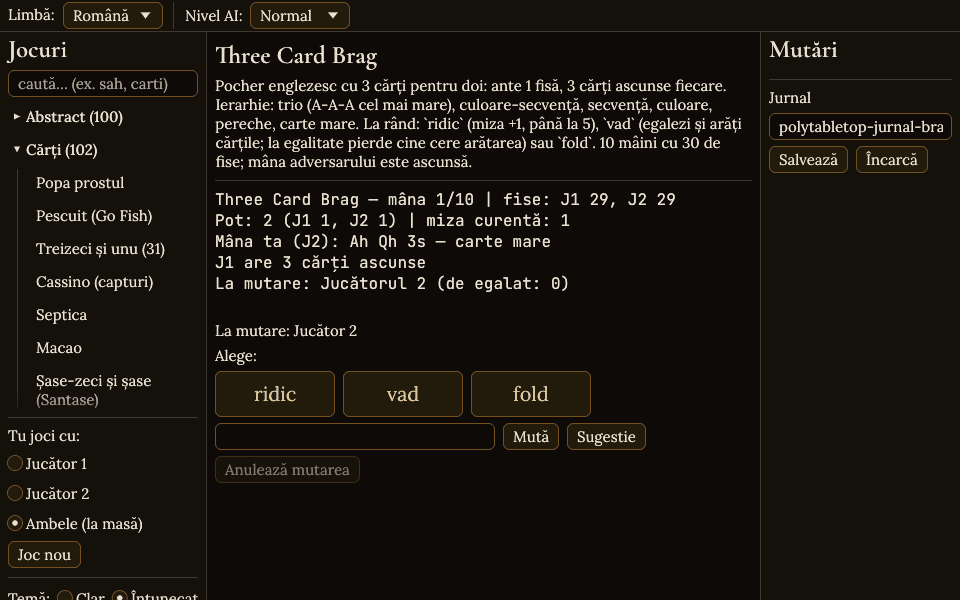 Limbă: Română Nivel AI: Normal
Jocuri
caută... (ex. sah, carti)
Abstract (100)
Cărți (102)
Popa prostul
Pescuit (Go Fish)
Treizeci și unu (31)
Cassino (capturi)
Septica
Macao
Șase-zeci și șase
(Santase)
Tu joci cu:
Jucător 1
Jucător 2
Ambele (la masă)
Joc nou
Temă: Clar Întunecat
Three Card Brag
Pocher englezesc cu 3 cărți pentru doi: ante 1 fisă, 3 cărți ascunse fiecare.
Ierarhie: trio (A-A-A cel mai mare), culoare-secvență, secvență, culoare,
pereche, carte mare. La rând: `ridic` (miza +1, până la 5), `vad` (egalezi și arăți
cărțile; la egalitate pierde cine cere arătarea) sau `fold`. 10 mâini cu 30 de
fise; mâna adversarului este ascunsă.
Three Card Brag — mâna 1/10 | fise: J1 29, J2 29
Pot: 2 (J1 1, J2 1) | miza curentă: 1
Mâna ta (J2): Ah Qh 3s — carte mare
J1 are 3 cărți ascunse
La mutare: Jucătorul 2 (de egalat: 0)
La mutare: Jucător 2
Alege:
ridic vad fold
Mută Sugestie
Anulează mutarea
Mutări
Jurnal
polytabletop-jurnal-bra
Salvează Încarcă